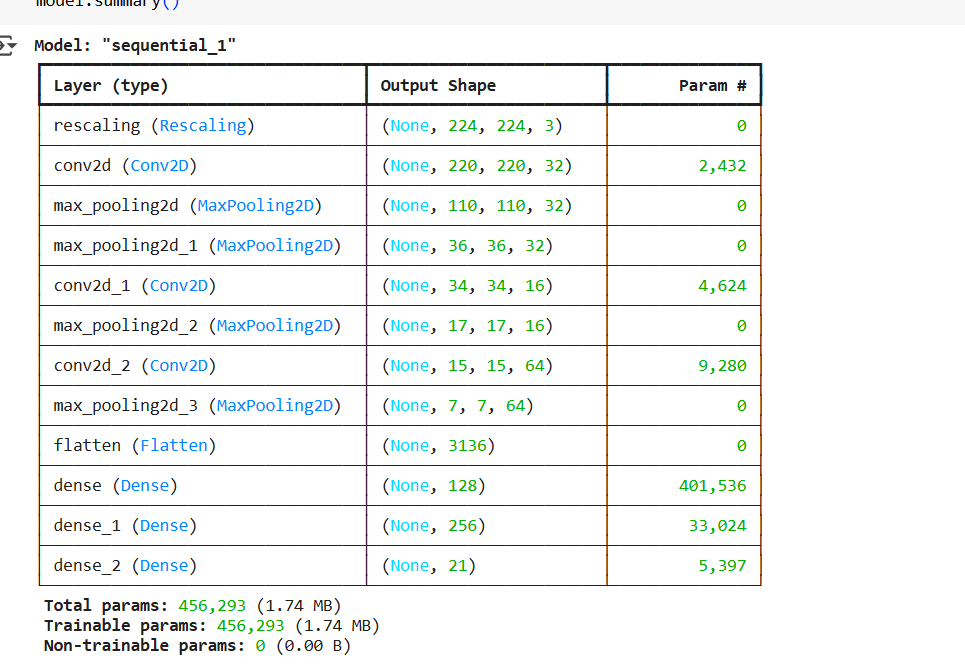 model.summary()
Model: "sequential_1"
Layer (type) Output Shape Param #
rescaling (Rescaling) (None, 224, 224, 3) 0
conv2d (Conv2D) (None, 220, 220, 32) 2,432
max_pooling2d (MaxPooling2D) (None, 110, 110, 32) 0
max_pooling2d_1 (MaxPooling2D) (None, 36, 36, 32) 0
conv2d_1 (Conv2D) (None, 34, 34, 16) 4,624
max_pooling2d_2 (MaxPooling2D) (None, 17, 17, 16) 0
conv2d_2 (Conv2D) (None, 15, 15, 64) 9,280
max_pooling2d_3 (MaxPooling2D) (None, 7, 7, 64) 0
flatten (Flatten) (None, 3136) 0
dense (Dense) (None, 128) 401,536
dense_1 (Dense) (None, 256) 33,024
dense_2 (Dense) (None, 21) 5,397
Total params: 456,293 (1.74 MB)
Trainable params: 456,293 (1.74 MB)
Non-trainable params: 0 (0.00 B)